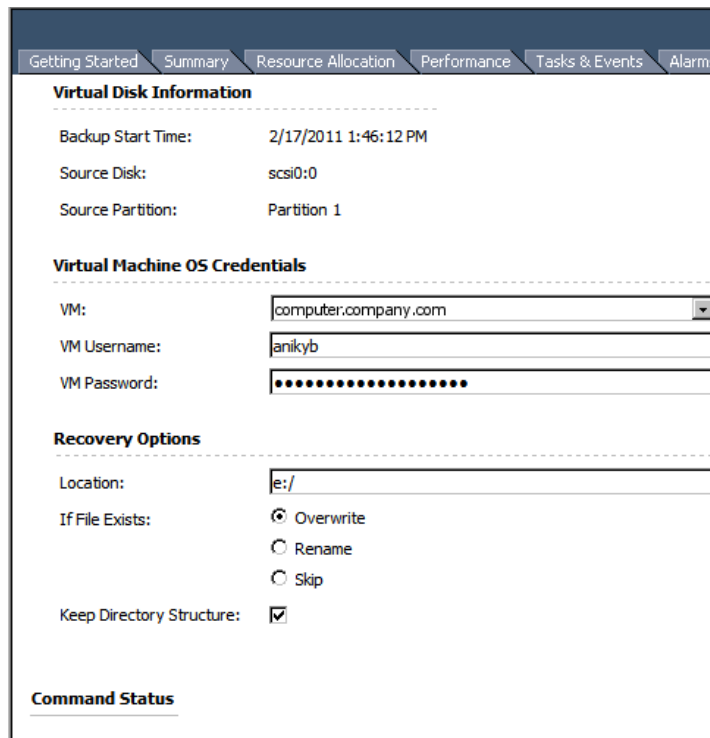 Getting Started Summary Resource Allocation Performance Tasks & Events Alarm
Virtual Disk Information
Backup Start Time: 2/17/2011 1:46:12 PM
Source Disk: scsi0:0
Source Partition: Partition 1
Virtual Machine OS Credentials
VM: computer.company.com
VM Username: anikyb
VM Password: •••••••••••••••••••
Recovery Options
Location: e:/
If File Exists: Overwrite
Rename
Skip
Keep Directory Structure:
Command Status